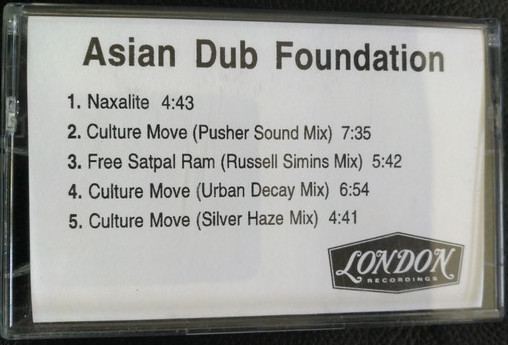 Asian Dub Foundation
1. Naxalite 4:43
2. Culture Move (Pusher Sound Mix) 7:35
3. Free Satpal Ram (Russell Simins Mix) 5:42
4. Culture Move (Urban Decay Mix) 6:54
5. Culture Move (Silver Haze Mix) 4:41
LONDON
RECORDINGS